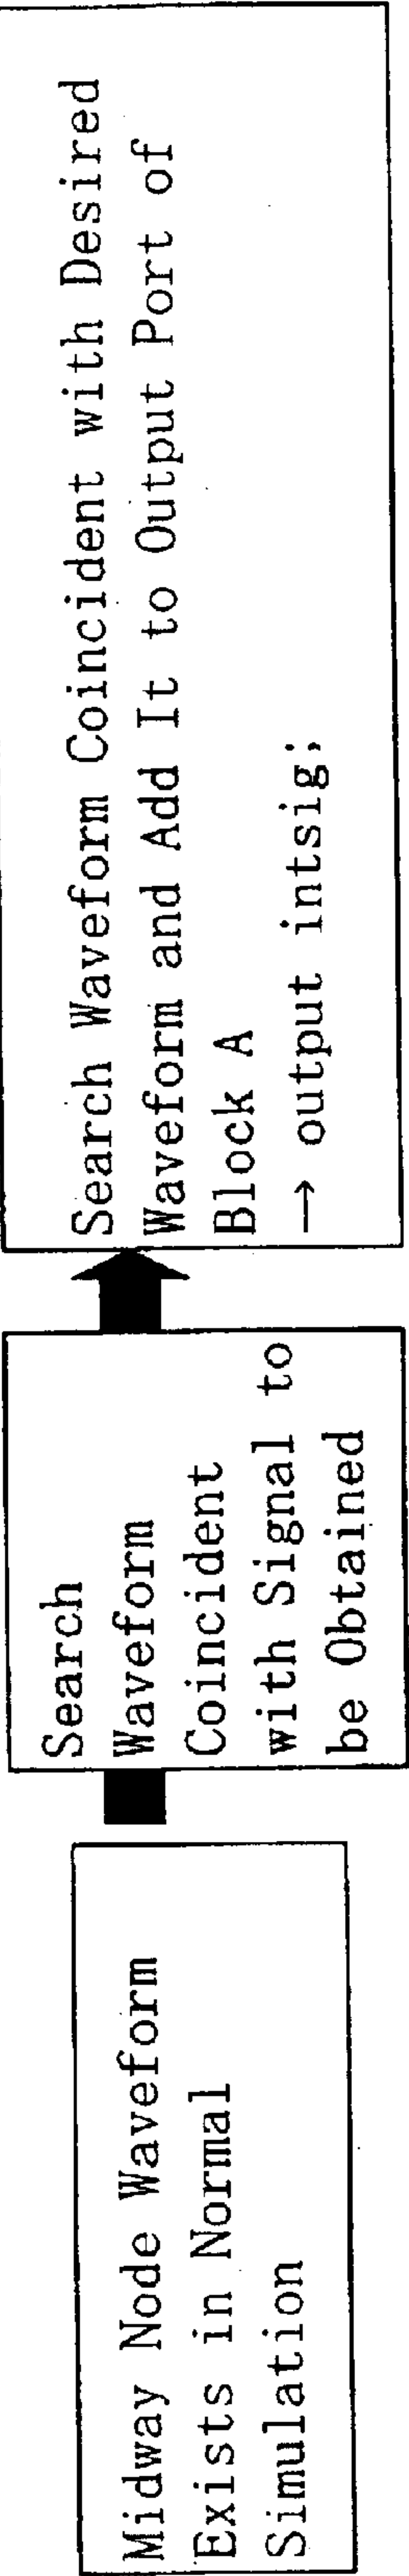 Midway Node Waveform
Exists in Normal
Simulation
Search
Waveform
Coincident
with Signal to
be Obtained
Search Waveform Coincident with Desired
Waveform and Add It to Output Port of
Block A
→ output intsig;